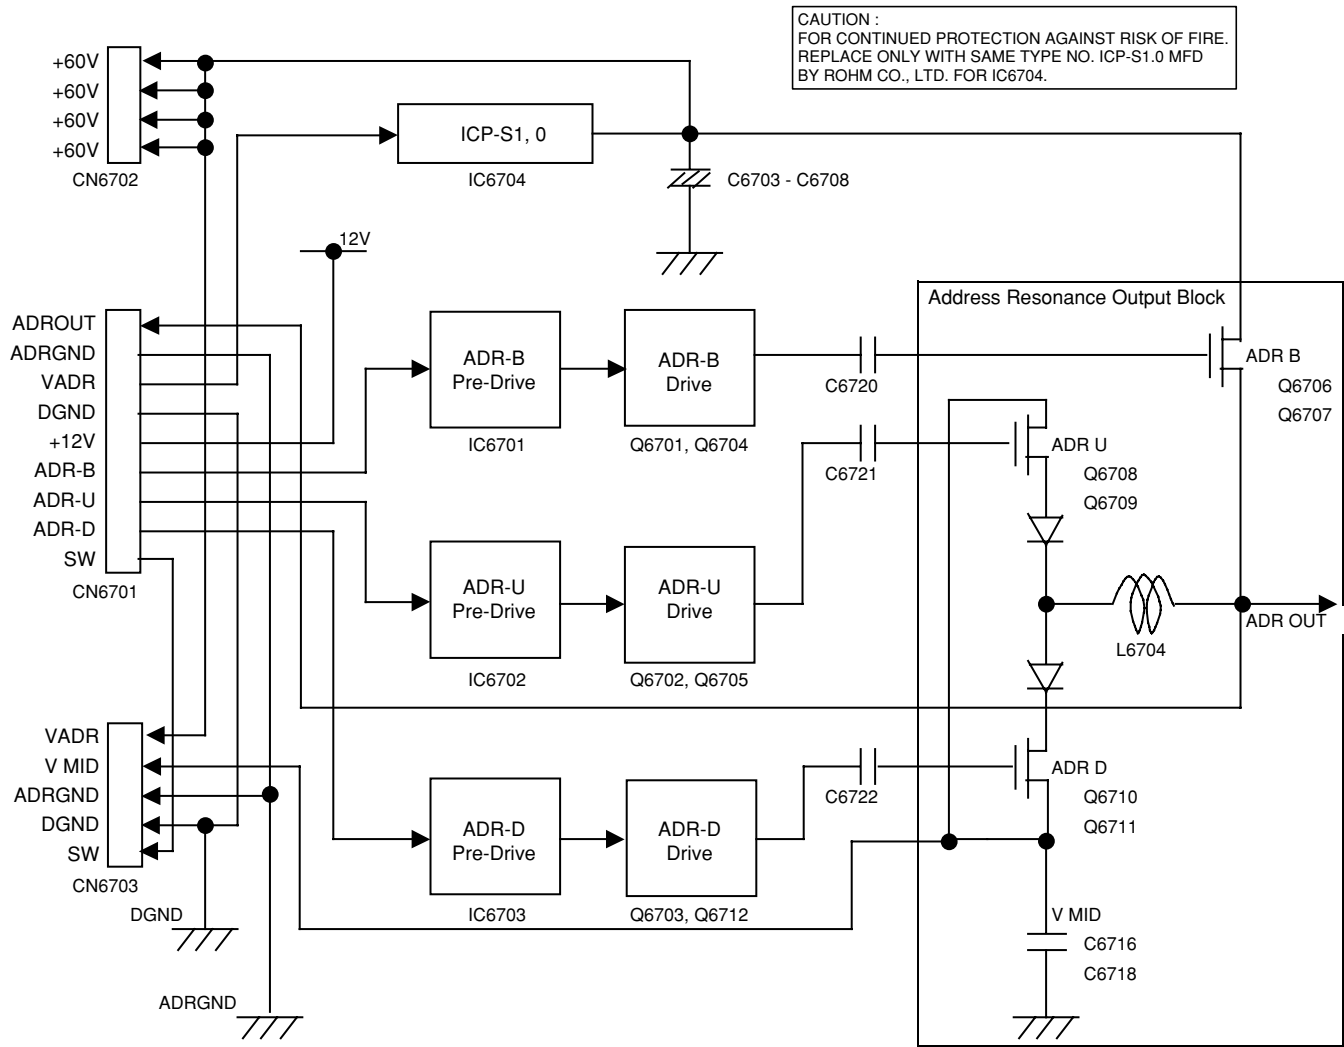 CAUTION :
FOR CONTINUED PROTECTION AGAINST RISK OF FIRE.
REPLACE ONLY WITH SAME TYPE NO. ICP-S1.0 MFD
BY ROHM CO., LTD. FOR IC6704.
+60V
+60V
+60V
+60V
CN6702
ICP-S1, 0
IC6704
C6703 - C6708
12V
ADROUT
ADRGND
VADR
DGND
+12V
ADR-B
ADR-U
ADR-D
SW
CN6701
ADR-B
Pre-Drive
IC6701
ADR-B
Drive
Q6701, Q6704
C6720
Address Resonance Output Block
ADR B
Q6706
Q6707
C6721
ADR U
Q6708
Q6709
ADR-U
Pre-Drive
IC6702
ADR-U
Drive
Q6702, Q6705
L6704
ADR OUT
VADR
V MID
ADRGND
DGND
SW
CN6703
ADR-D
Pre-Drive
IC6703
ADR-D
Drive
Q6703, Q6712
C6722
ADR D
Q6710
Q6711
DGND
V MID
C6716
C6718
ADRGND